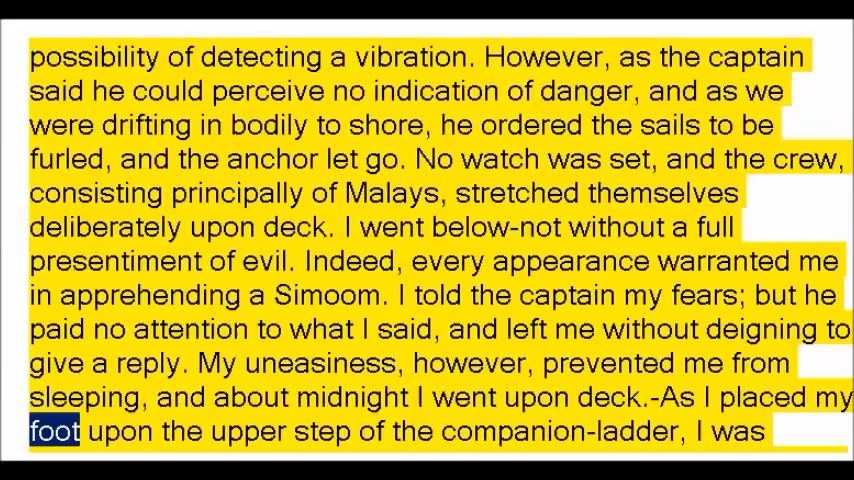 possibility of detecting a vibration. However, as the captain
said he could perceive no indication of danger, and as we
were drifting in bodily to shore, he ordered the sails to be
furled, and the anchor let go. No watch was set, and the crew,
consisting principally of Malays, stretched themselves
deliberately upon deck. I went below-not without a full
presentiment of evil. Indeed, every appearance warranted me
in apprehending a Simoom. I told the captain my fears; but he
paid no attention to what I said, and left me without deigning to
give a reply. My uneasiness, however, prevented me from
sleeping, and about midnight I went upon deck.-As I placed my
foot upon the upper step of the companion-ladder, I was